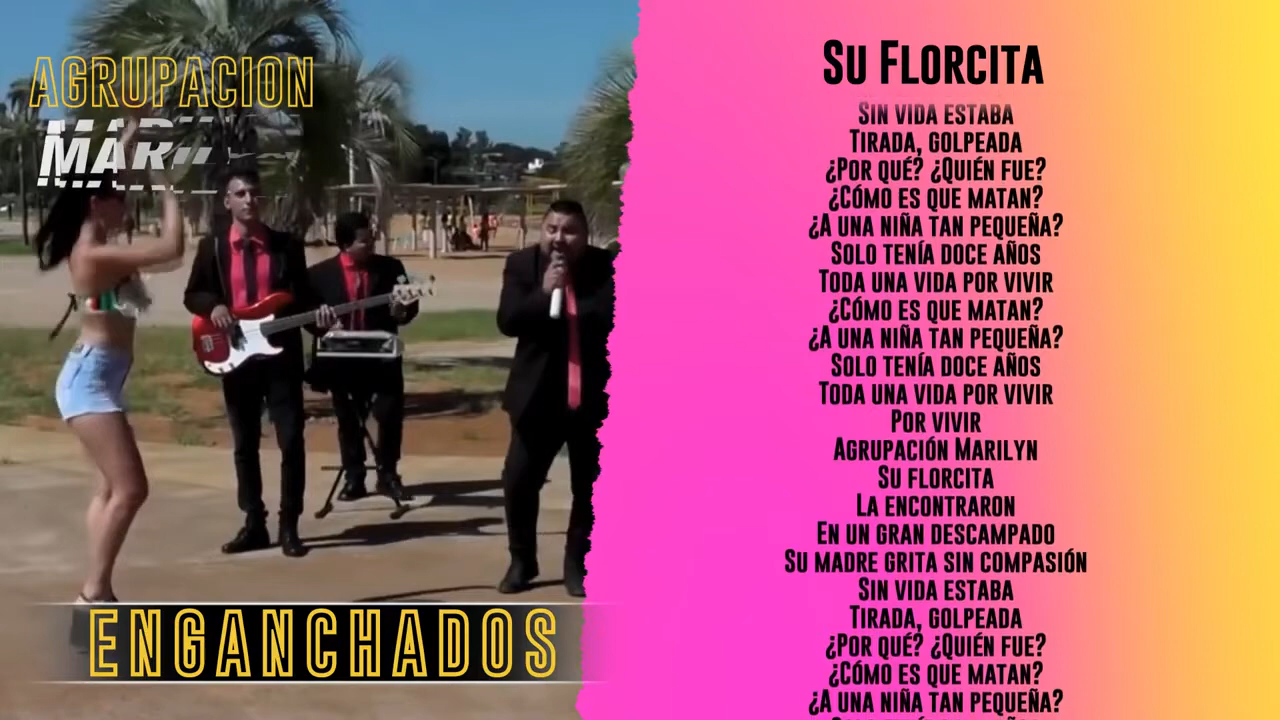 AGRUPACION
MARILYN
ENGANCHADOS
Su Florcita
Sin vida estaba
Tirada, golpeada
¿Por qué? ¿Quién fue?
¿Cómo es que matan?
¿A una niña tan pequeña?
Solo tenía doce años
Toda una vida por vivir
¿Cómo es que matan?
¿A una niña tan pequeña?
Solo tenía doce años
Toda una vida por vivir
Por vivir
Agrupación Marilyn
Su florcita
La encontraron
En un gran descampado
Su madre grita sin compasión
Sin vida estaba
Tirada, golpeada
¿Por qué? ¿Quién fue?
¿Cómo es que matan?
¿A una niña tan pequeña?